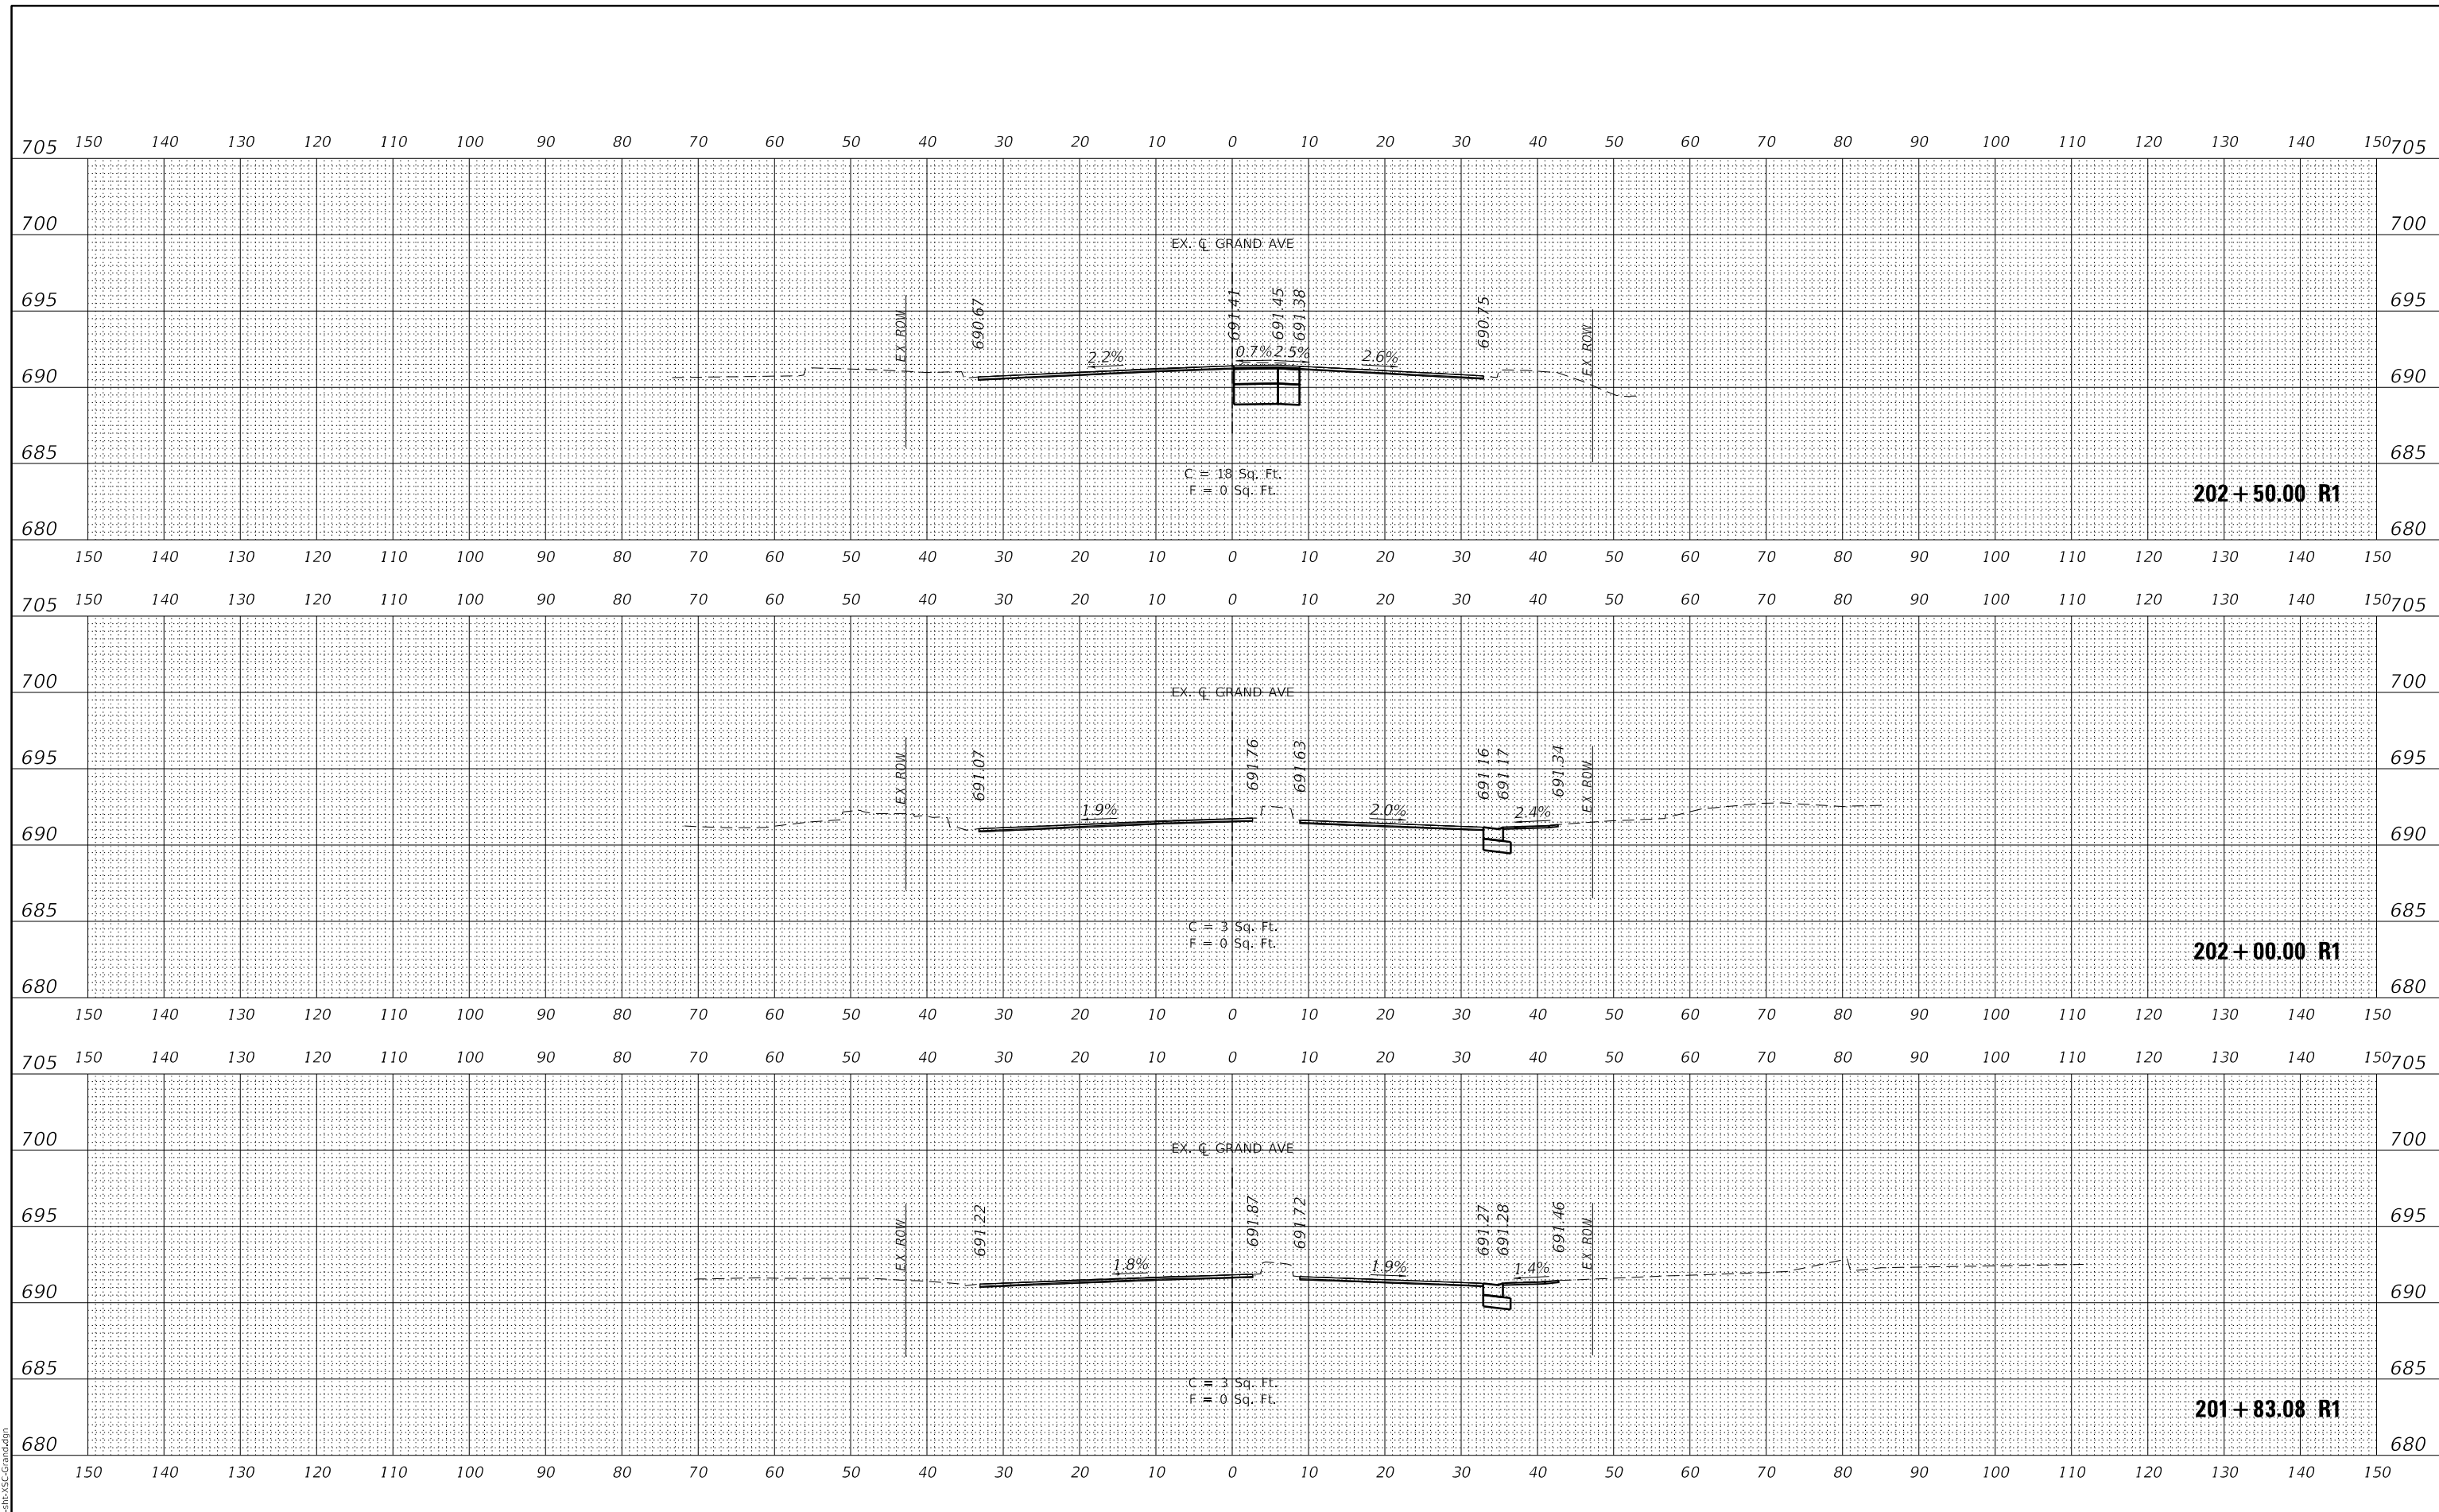 150 140 130 120 110 100 90 80 70 60 50 40 30 20 10 0 10 20 30 40 50 60 70 80 90 100 110 120 130 140 150
705 705
700 700
EX. ℄ GRAND AVE
695 695
EX ROW 690.67 691.41 691.45 691.38 690.75 EX ROW
2.2% 0.7% 2.5% 2.6%
690 690
685 685
C = 18 Sq. Ft.
F = 0 Sq. Ft.
202+50.00 R1
680 680
150 140 130 120 110 100 90 80 70 60 50 40 30 20 10 0 10 20 30 40 50 60 70 80 90 100 110 120 130 140 150
150 140 130 120 110 100 90 80 70 60 50 40 30 20 10 0 10 20 30 40 50 60 70 80 90 100 110 120 130 140 150
705 705
700 700
EX. ℄ GRAND AVE
695 695
EX ROW 691.07 691.76 691.63 691.16 691.17 691.34 EX ROW
1.9% 2.0% 2.4%
690 690
685 685
C = 3 Sq. Ft.
F = 0 Sq. Ft.
202+00.00 R1
680 680
150 140 130 120 110 100 90 80 70 60 50 40 30 20 10 0 10 20 30 40 50 60 70 80 90 100 110 120 130 140 150
150 140 130 120 110 100 90 80 70 60 50 40 30 20 10 0 10 20 30 40 50 60 70 80 90 100 110 120 130 140 150
705 705
700 700
EX. ℄ GRAND AVE
695 695
EX ROW 691.22 691.87 691.72 691.27 691.28 691.46 EX ROW
1.8% 1.9% 1.4%
690 690
685 685
C = 3 Sq. Ft.
F = 0 Sq. Ft.
201+83.08 R1
680 680
150 140 130 120 110 100 90 80 70 60 50 40 30 20 10 0 10 20 30 40 50 60 70 80 90 100 110 120 130 140 150
-sht-XSC-Grand.dgn